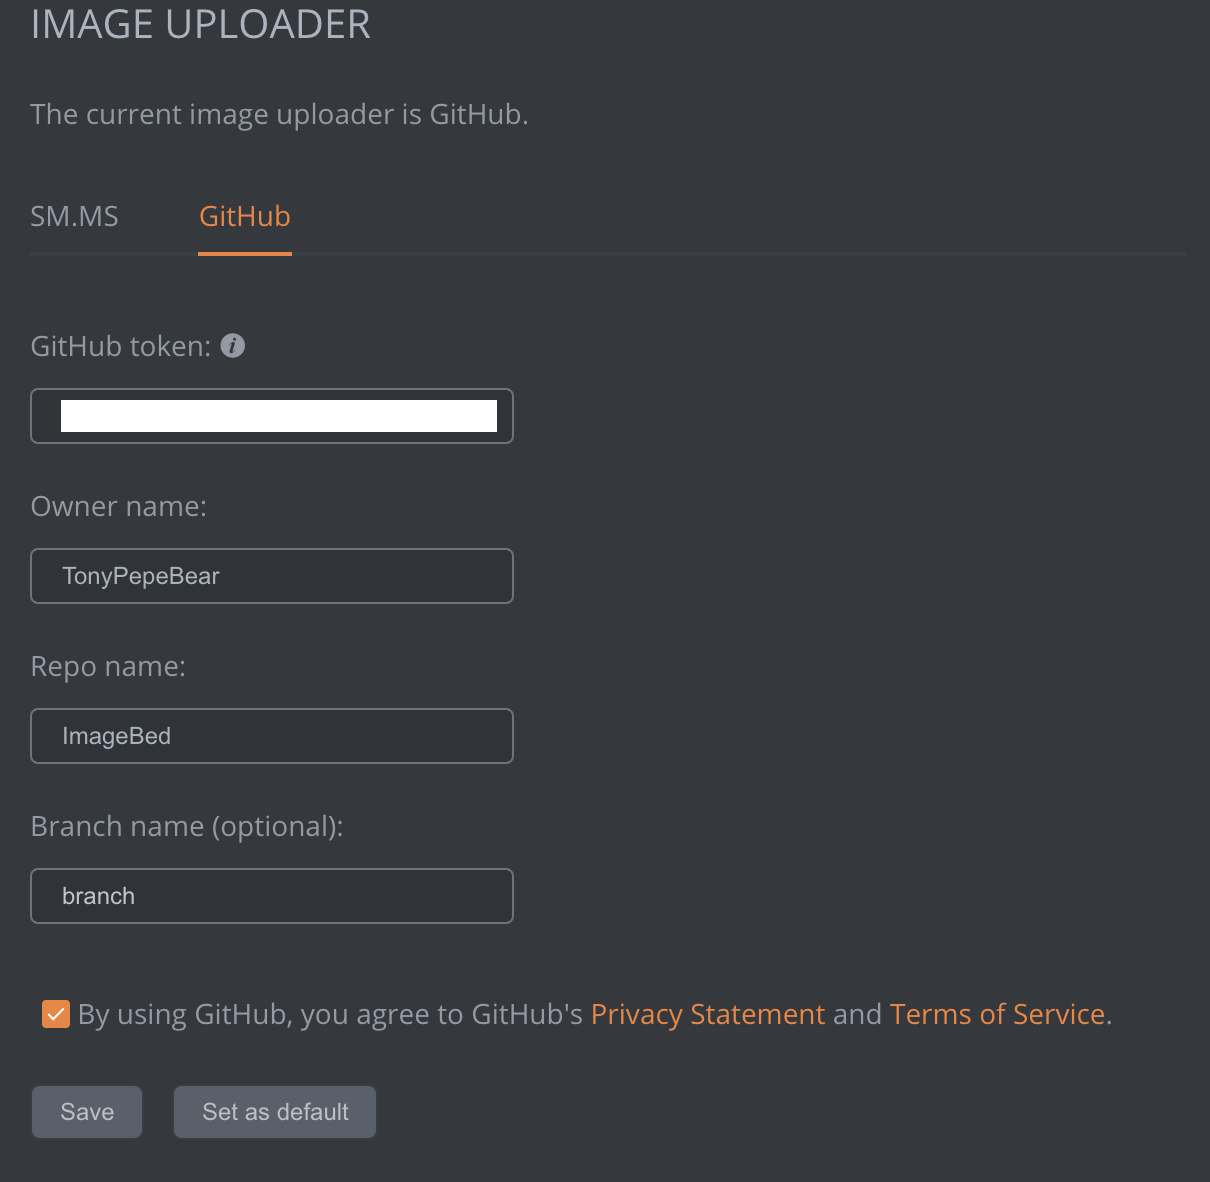 IMAGE UPLOADER
The current image uploader is GitHub.
SM.MS GitHub
GitHub token: i
Owner name:
TonyPepeBear
Repo name:
ImageBed
Branch name (optional):
branch
By using GitHub, you agree to GitHub's Privacy Statement and Terms of Service.
Save Set as default